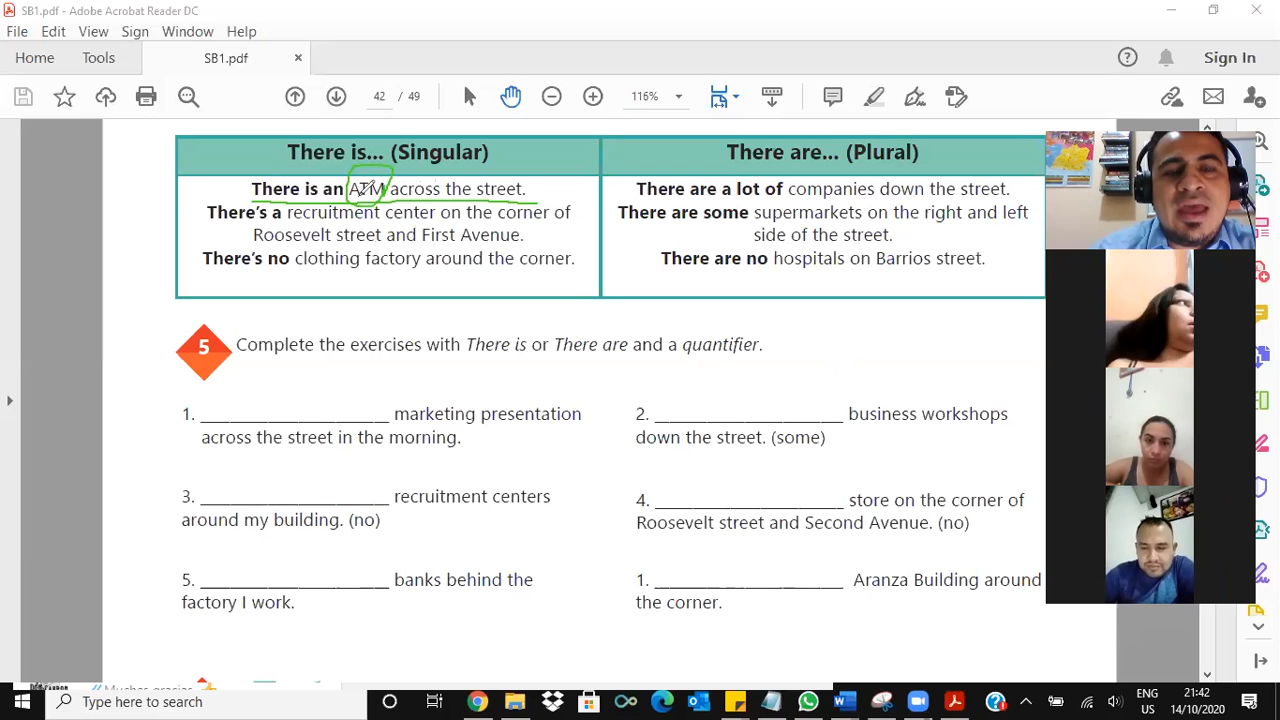 SB1.pdf - Adobe Acrobat Reader DC
File Edit View Sign Window Help
Home Tools SB1.pdf × Sign In
42 / 49 116%
There is... (Singular) There are... (Plural)
There is an ATM across the street.
There's a recruitment center on the corner of
Roosevelt street and First Avenue.
There's no clothing factory around the corner.
There are a lot of companies down the street.
There are some supermarkets on the right and left
side of the street.
There are no hospitals on Barrios street.
5 Complete the exercises with There is or There are and a quantifier.
1. ____________________ marketing presentation
across the street in the morning.
2. ____________________ business workshops
down the street. (some)
3. ____________________ recruitment centers
around my building. (no)
4. ____________________ store on the corner of
Roosevelt street and Second Avenue. (no)
5. ____________________ banks behind the
factory I work.
1. ____________________ Aranza Building around
the corner.
Muchas gracias
Type here to search
ENG
US
21:42
14/10/2020